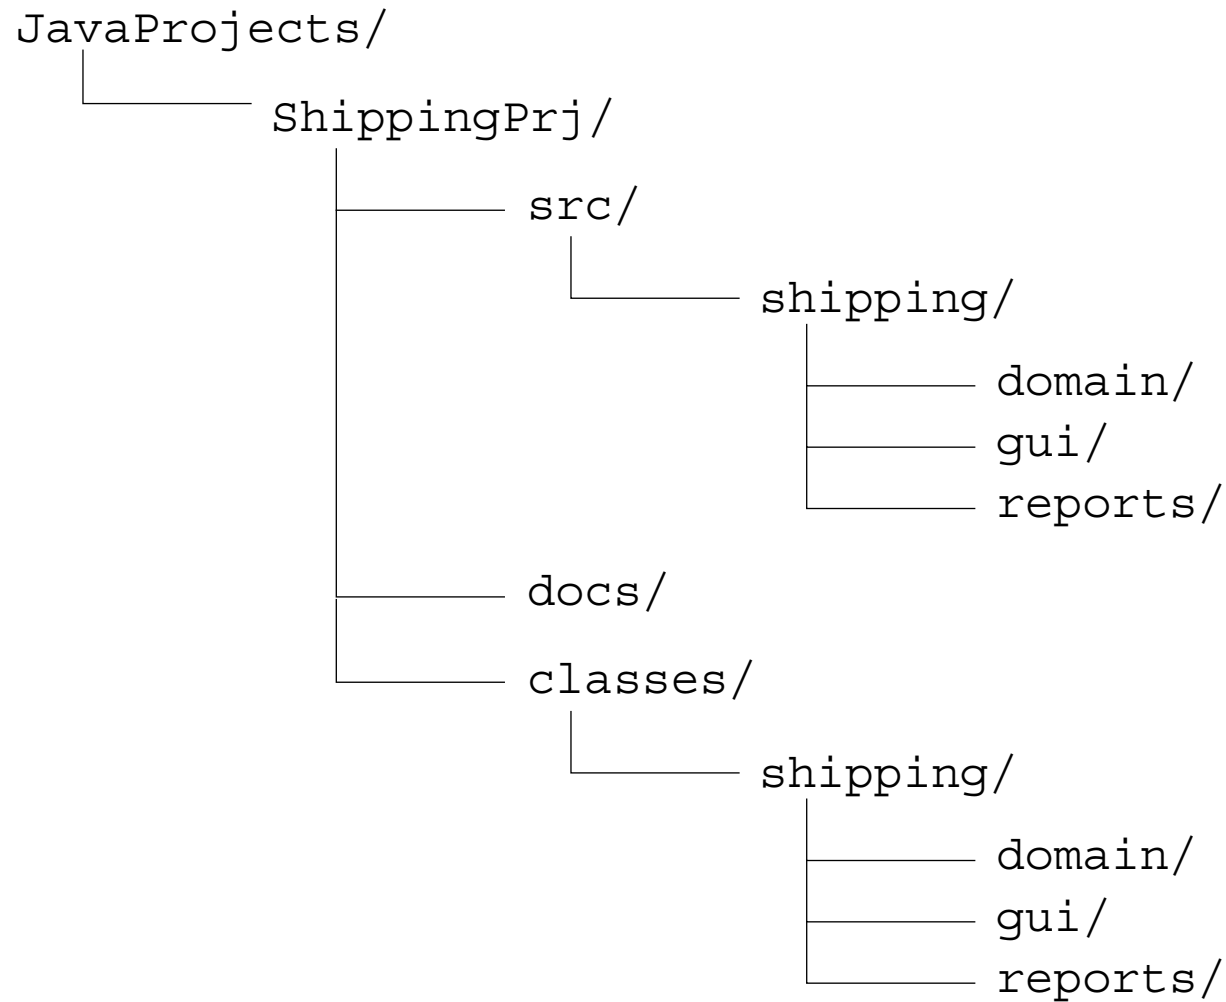 JavaProjects/
ShippingPrj/
src/
shipping/
domain/
gui/
reports/
docs/
classes/
shipping/
domain/
gui/
reports/